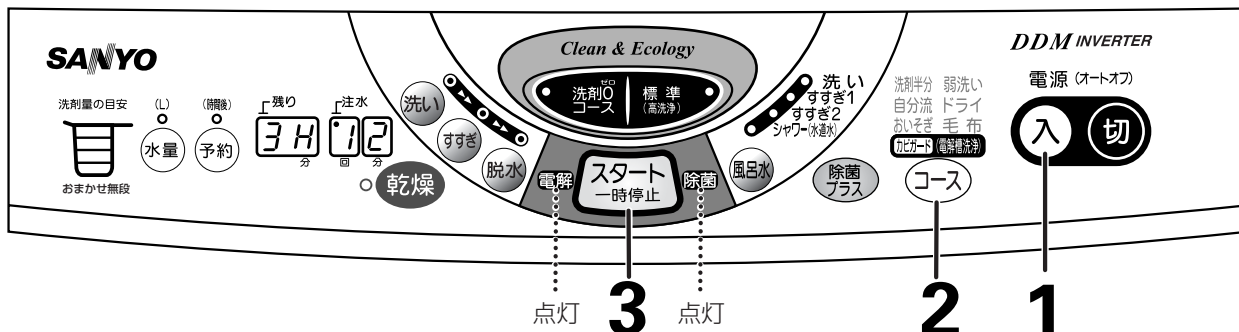 SANYO
洗剤量の目安
おまかせ無段
(L)
水量
(時間後)
予約
残り
3H
分
注水
12
回 分
乾燥
洗い
すすぎ
脱水
Clean & Ecology
洗剤0コース
ゼロ
標準
(高洗浄)
電解
スタート
一時停止
除菌
点灯
点灯
洗い
すすぎ1
すすぎ2
シャワー(水道水)
風呂水
除菌
プラス
洗剤半分 弱洗い
自分流 ドライ
おいそぎ 毛布
カビガード (電解槽洗浄)
コース
DDM INVERTER
電源 (オートオフ)
入 切
3
2
1